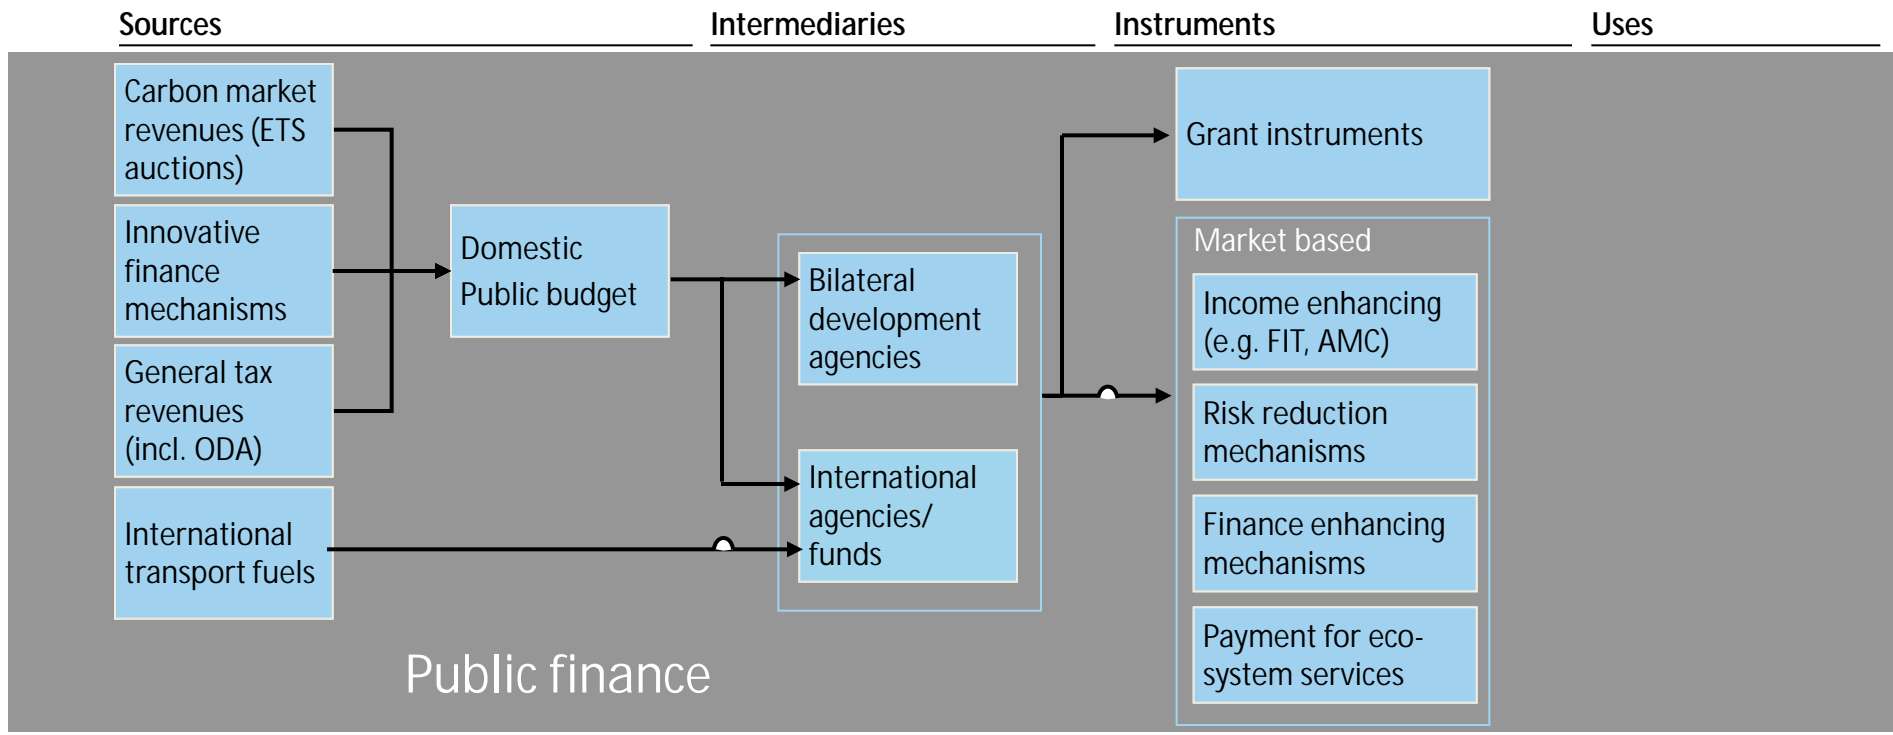 Sources
Intermediaries
Instruments
Uses
Carbon market
revenues (ETS
auctions)
Innovative
finance
mechanisms
General tax
revenues
(incl. ODA)
International
transport fuels
Domestic
Public budget
Bilateral
development
agencies
International
agencies/
funds
Grant instruments
Market based
Income enhancing
(e.g. FIT, AMC)
Risk reduction
mechanisms
Finance enhancing
mechanisms
Payment for eco-
system services
Public finance